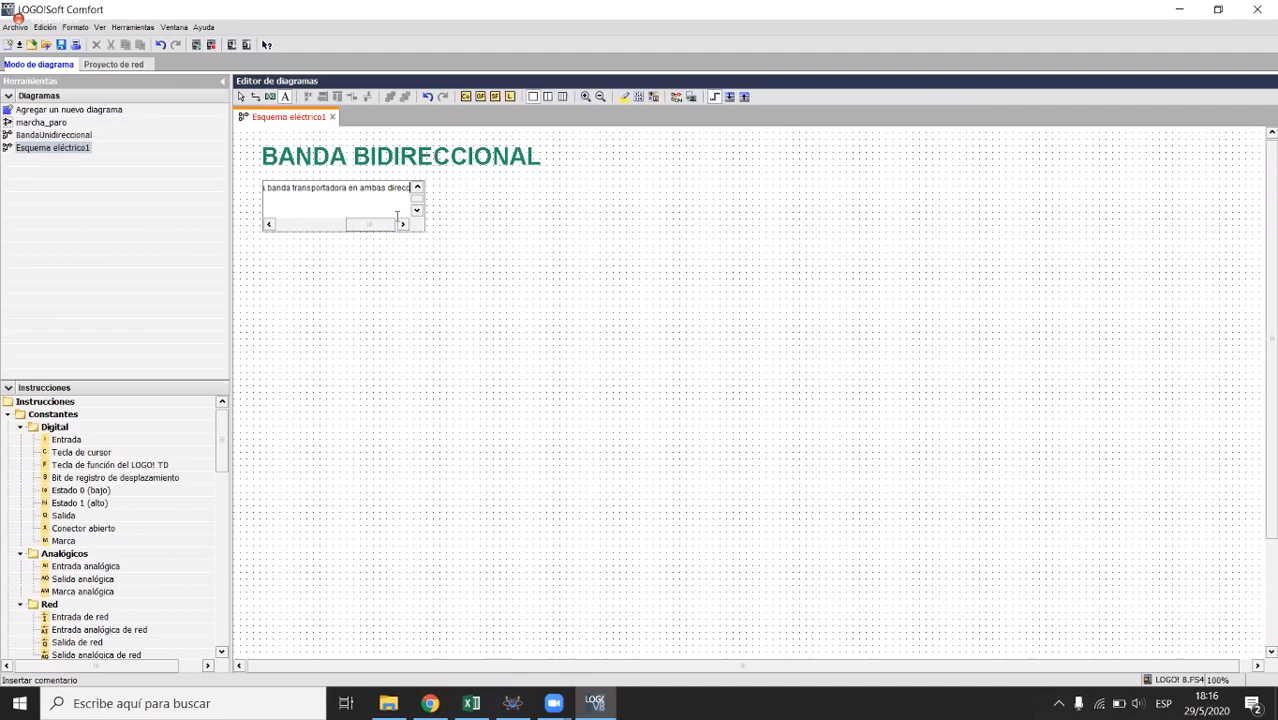 LOGO!Soft Comfort
Archivo Edición Formato Ver Herramientas Ventana Ayuda
Modo de diagrama Proyecto de red
Herramientas
Diagramas
Agregar un nuevo diagrama
marcha_paro
BandaUnidireccional
Esquema eléctrico1
Instrucciones
Instrucciones
Constantes
Digital
Entrada
Tecla de cursor
Tecla de función del LOGO! TD
Bit de registro de desplazamiento
Estado 0 (bajo)
Estado 1 (alto)
Salida
Conector abierto
Marca
Analógicos
Entrada analógica
Salida analógica
Marca analógica
Red
Entrada de red
Entrada analógica de red
Salida de red
Salida analógica de red
Insertar comentario
Editor de diagramas
Co GF SF L
Esquema eléctrico1
BANDA BIDIRECCIONAL
banda transportadora en ambas direcc
LOGO! 8.FS4 100%
Escribe aquí para buscar
ESP
18:16
29/5/2020
2